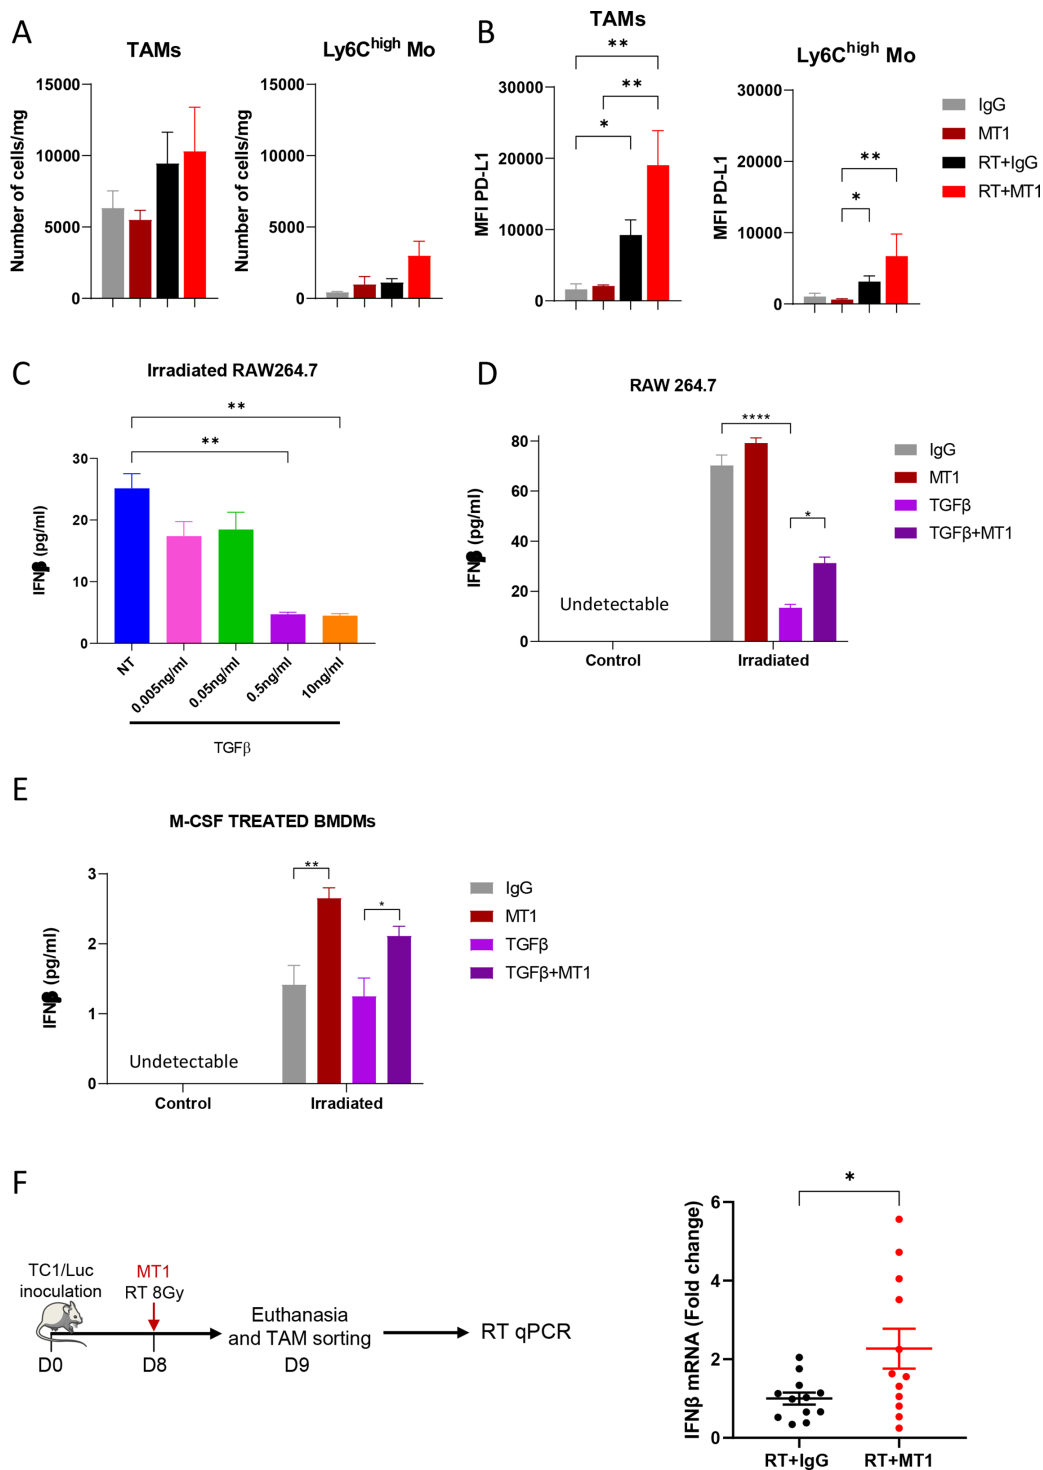 A
TAMs
Ly6Chigh Mo
Number of cells/mg
15000
10000
5000
0
Number of cells/mg
15000
10000
5000
0
B
TAMs
Ly6Chigh Mo
MFI PD-L1
30000
20000
10000
0
**
**
*
MFI PD-L1
30000
20000
10000
0
**
*
IgG
MT1
RT+IgG
RT+MT1
C
Irradiated RAW264.7
**
**
IFNβ (pg/ml)
30
20
10
0
NT
0.005ng/ml
0.05ng/ml
0.5ng/ml
10ng/ml
TGFβ
D
RAW 264.7
****
*
IFNβ (pg/ml)
80
60
40
20
0
Undetectable
Control
Irradiated
IgG
MT1
TGFβ
TGFβ+MT1
E
M-CSF TREATED BMDMs
**
*
IFNβ (pg/ml)
3
2
1
0
Undetectable
Control
Irradiated
IgG
MT1
TGFβ
TGFβ+MT1
F
TC1/Luc
inoculation
MT1
RT 8Gy
Euthanasia
and TAM sorting
RT qPCR
D0
D8
D9
*
IFNβ mRNA (Fold change)
6
4
2
0
RT+IgG
RT+MT1